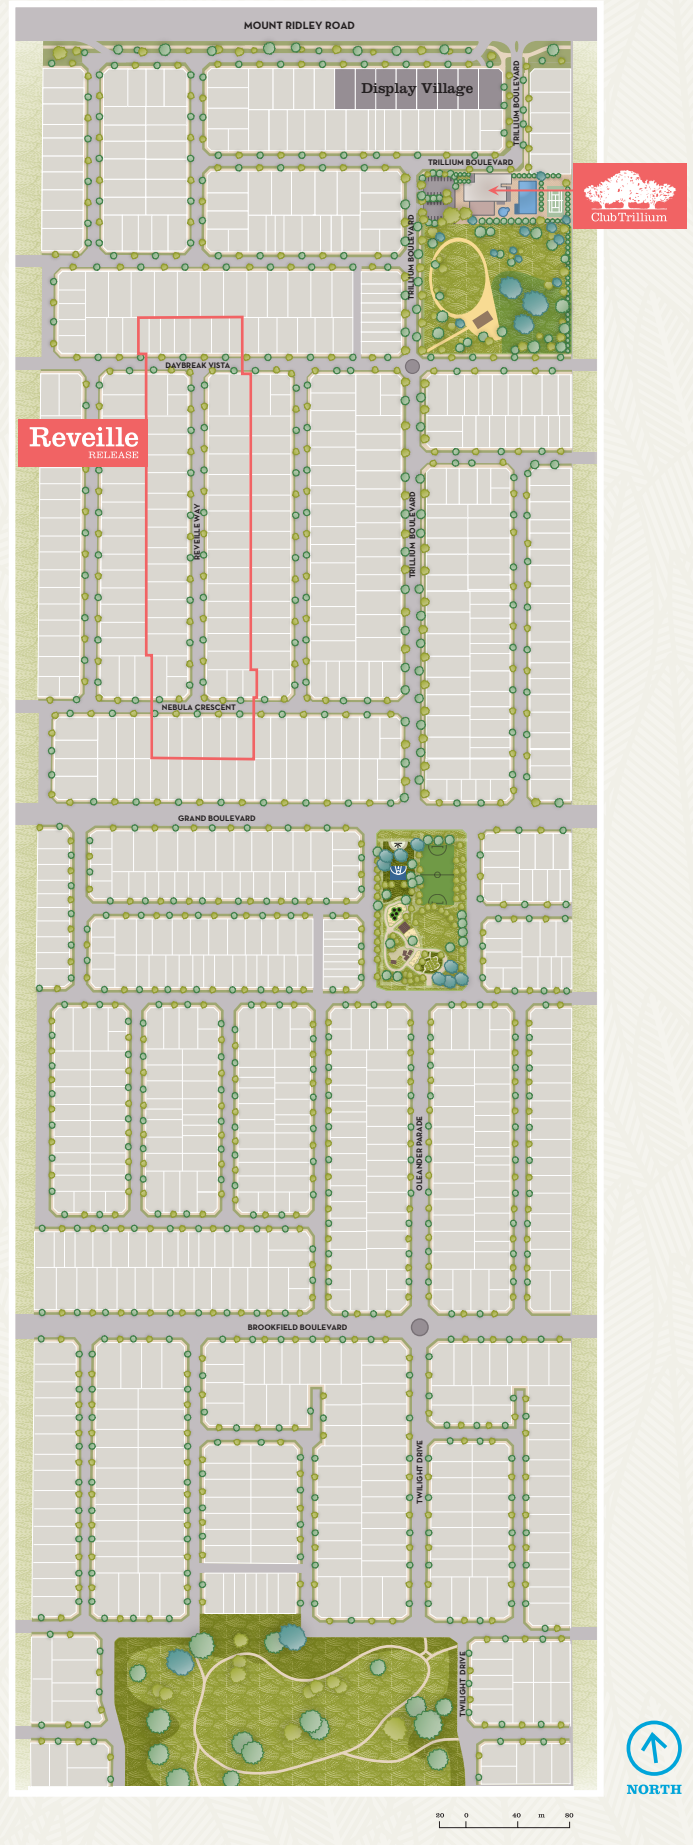 MOUNT RIDLEY ROAD
Display Village
TRILLIUM BOULEVARD
TRILLIUM BOULEVARD
Club Trillium
TRILLIUM BOULEVARD
DAYBREAK VISTA
Reveille
RELEASE
REVEILLE WAY
TRILLIUM BOULEVARD
NEBULA CRESCENT
GRAND BOULEVARD
OLEANDER PARADE
BROOKFIELD BOULEVARD
TWILIGHT DRIVE
TWILIGHT DRIVE
NORTH
20 0 40 m 80